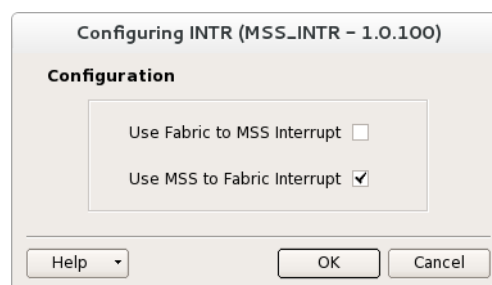 Configuring INTR (MSS_INTR - 1.0.100)
Configuration
Use Fabric to MSS Interrupt
Use MSS to Fabric Interrupt
Help
OK
Cancel